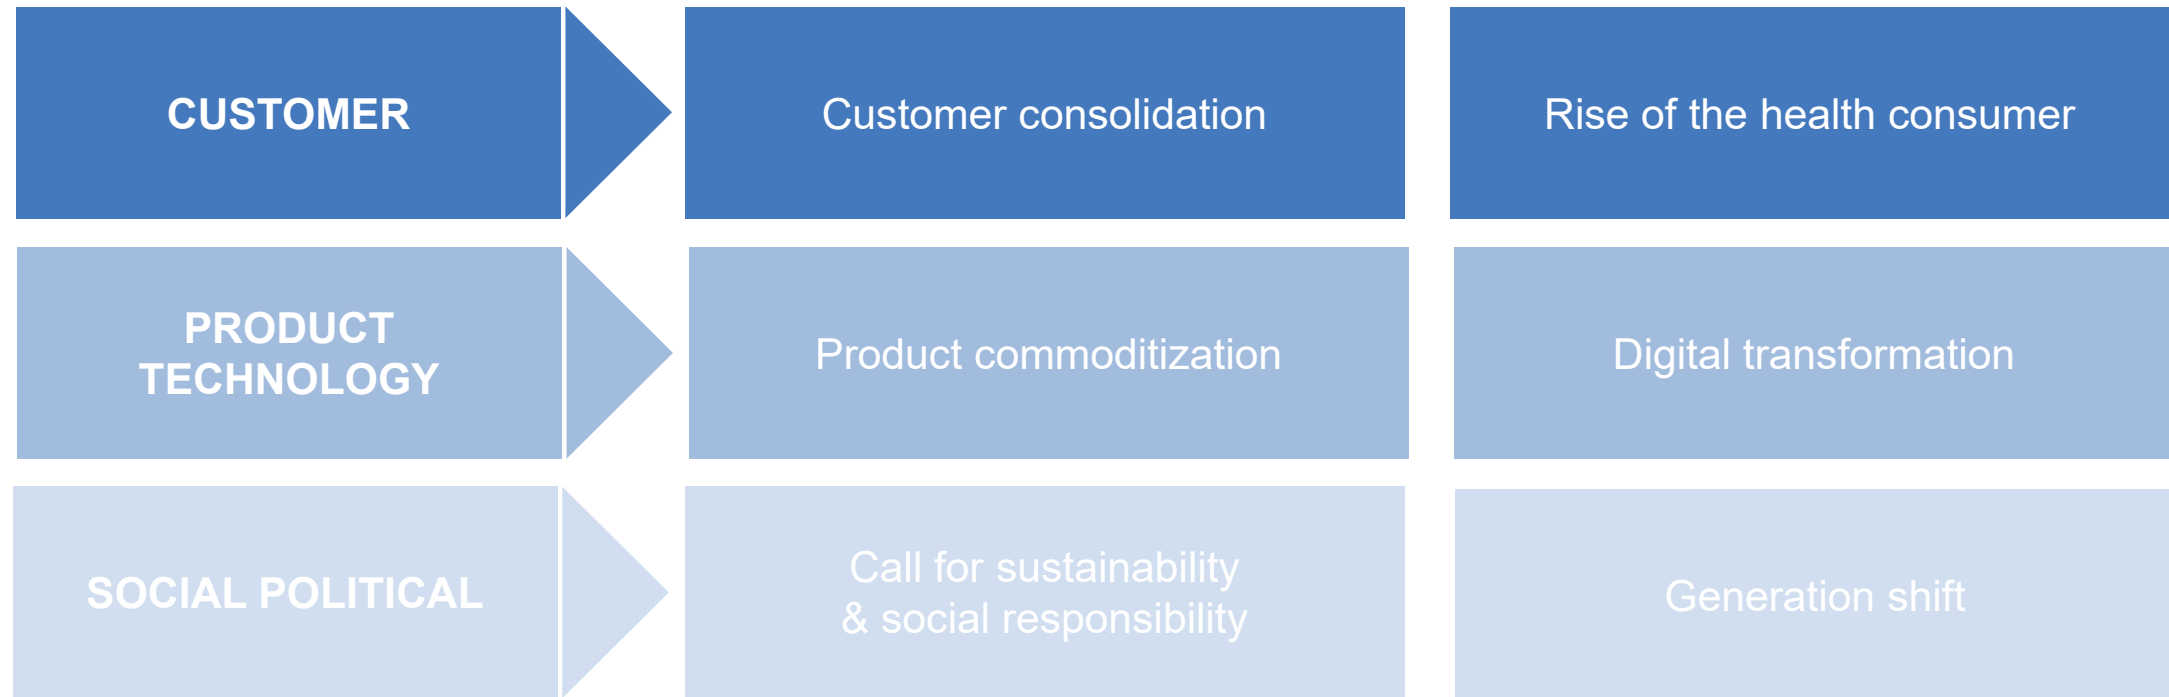 CUSTOMER
Customer consolidation
Rise of the health consumer
PRODUCT
TECHNOLOGY
Product commoditization
Digital transformation
SOCIAL POLITICAL
Call for sustainability
& social responsibility
Generation shift